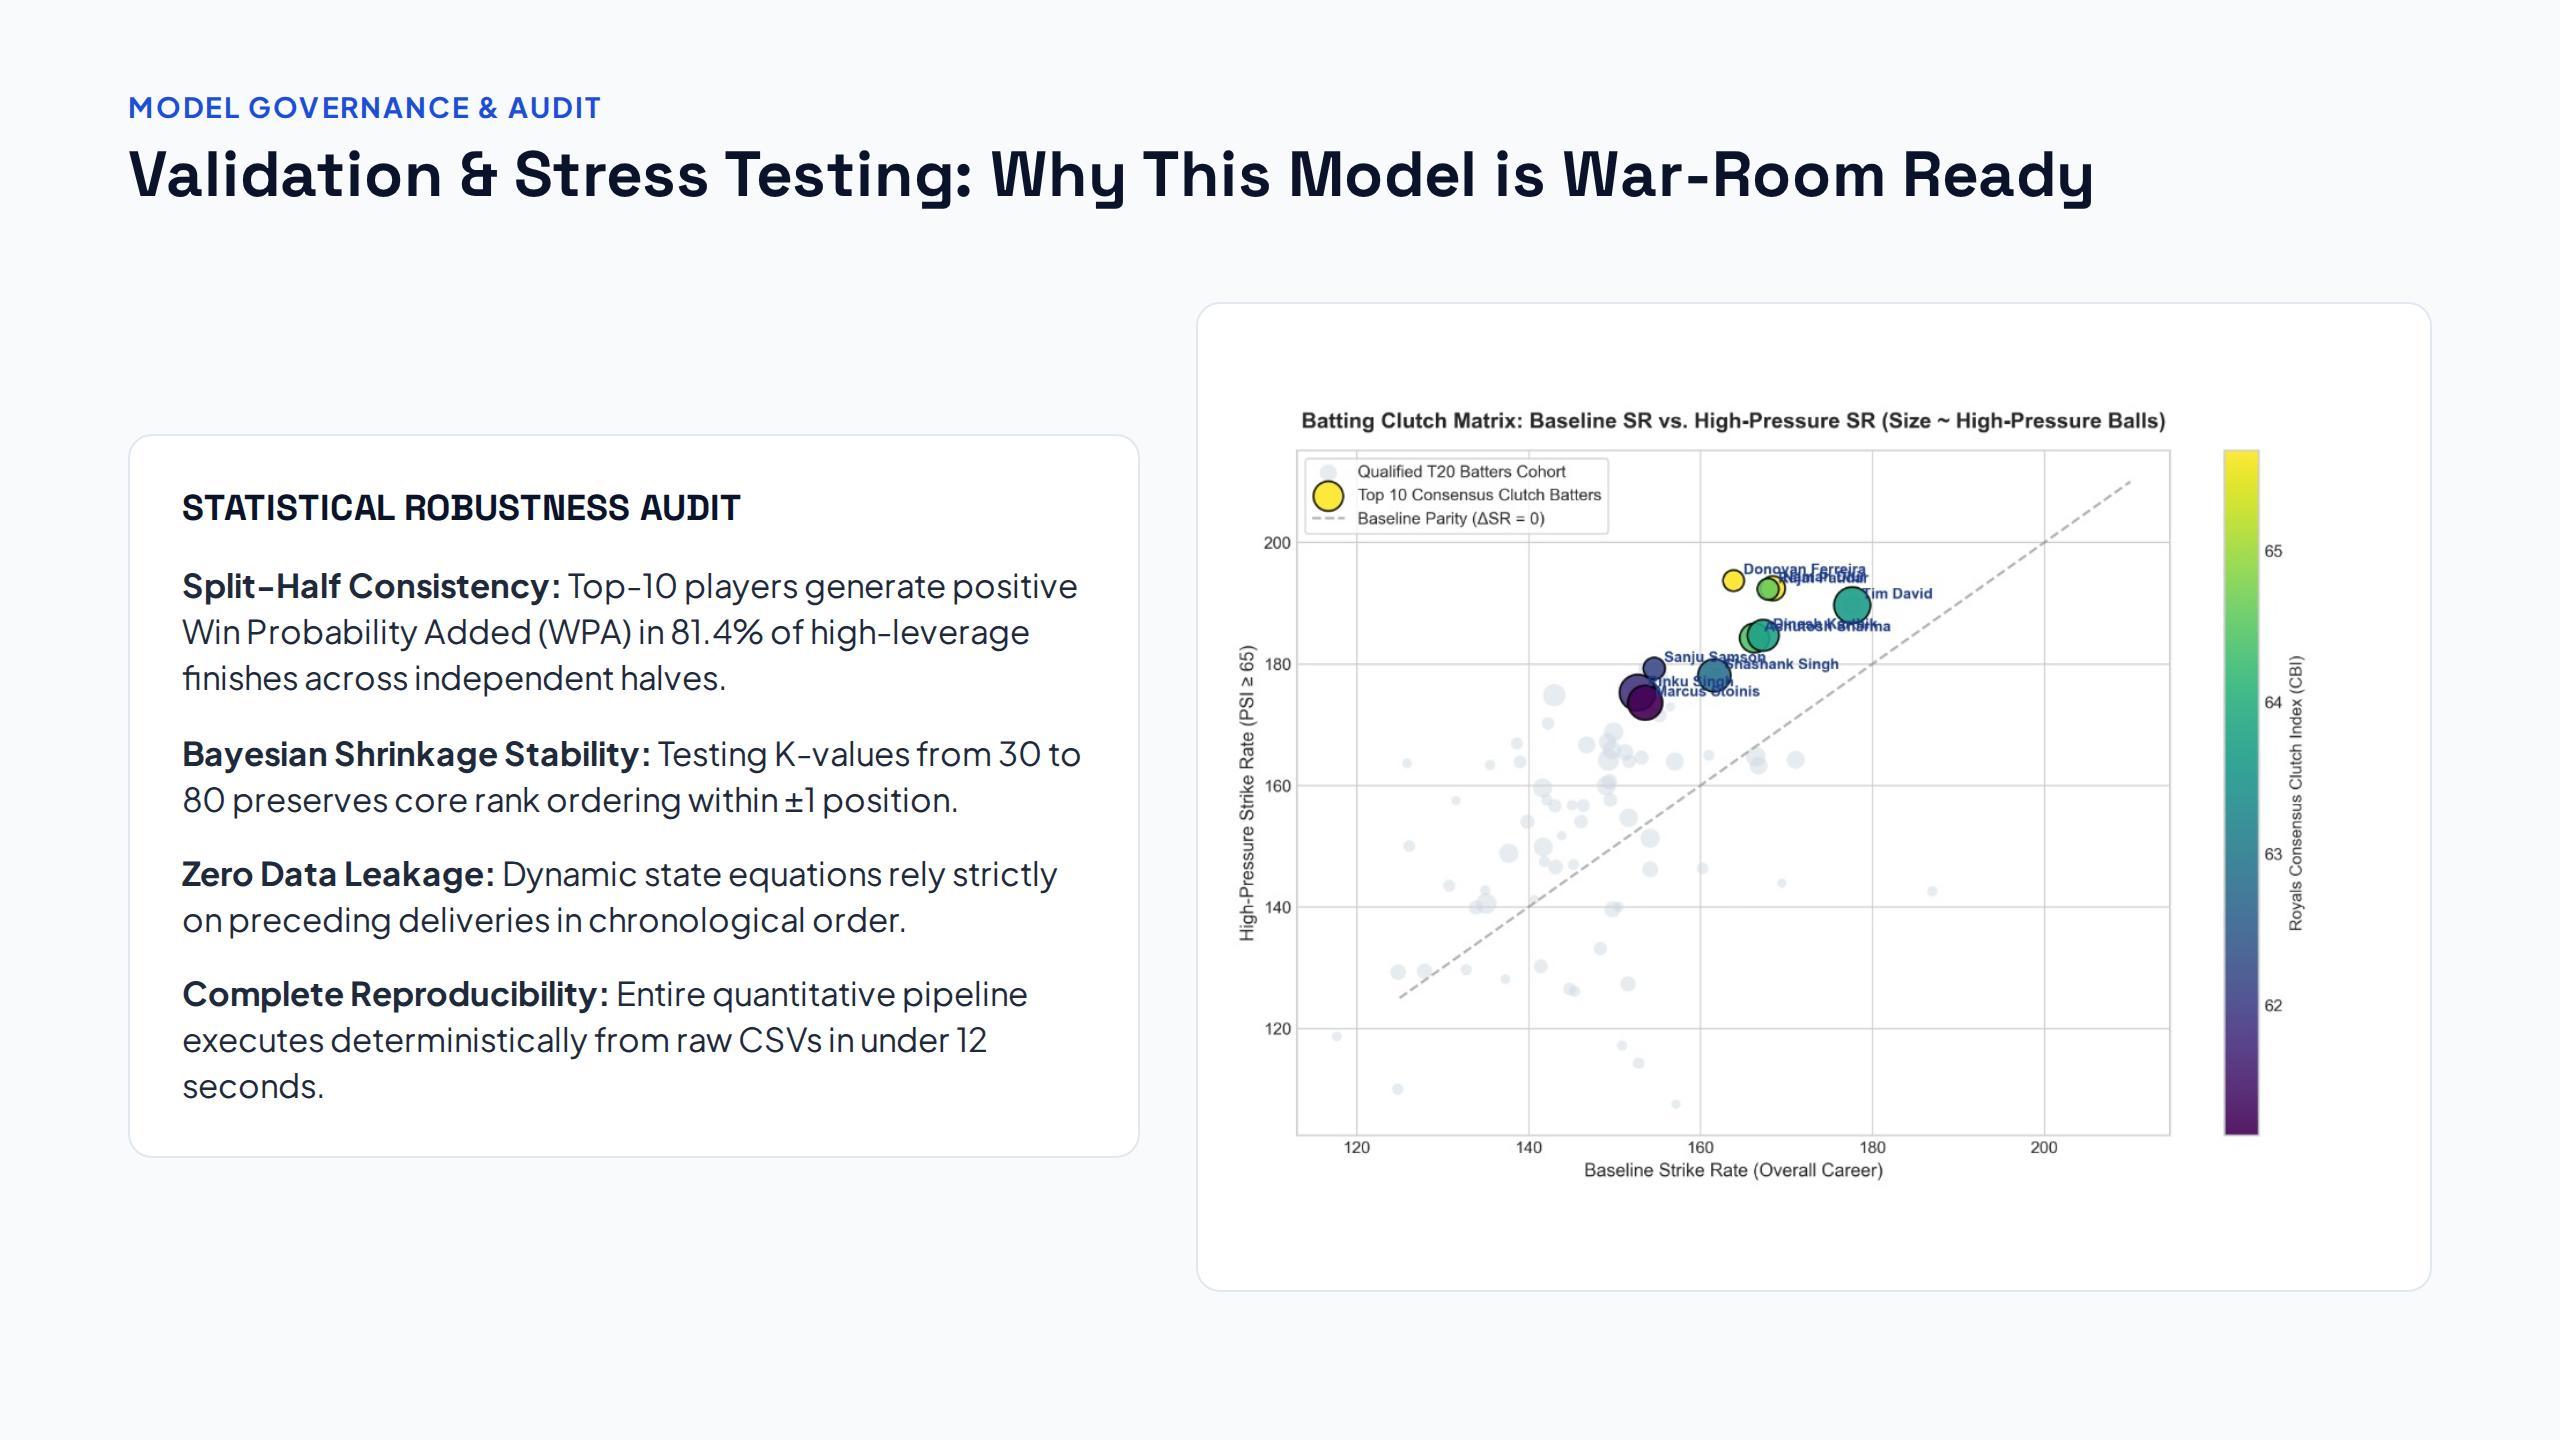 MODEL GOVERNANCE & AUDIT
Validation & Stress Testing: Why This Model is War-Room Ready
STATISTICAL ROBUSTNESS AUDIT
Split-Half Consistency: Top-10 players generate positive
Win Probability Added (WPA) in 81.4% of high-leverage
finishes across independent halves.
Bayesian Shrinkage Stability: Testing K-values from 30 to
80 preserves core rank ordering within ±1 position.
Zero Data Leakage: Dynamic state equations rely strictly
on preceding deliveries in chronological order.
Complete Reproducibility: Entire quantitative pipeline
executes deterministically from raw CSVs in under 12
seconds.
Batting Clutch Matrix: Baseline SR vs. High-Pressure SR (Size ~ High-Pressure Balls)
Qualified T20 Batters Cohort
Top 10 Consensus Clutch Batters
Baseline Parity (ΔSR = 0)
High-Pressure Strike Rate (PSI ≥ 65)
200
180
160
140
120
Donovan Ferreira
Tim David
Dinesh Karthik
Ashutosh Sharma
Sanju Samson
Shashank Singh
Rinku Singh
Marcus Stoinis
120
140
160
180
200
Baseline Strike Rate (Overall Career)
65
64
63
62
Royals Consensus Clutch Index (CBI)